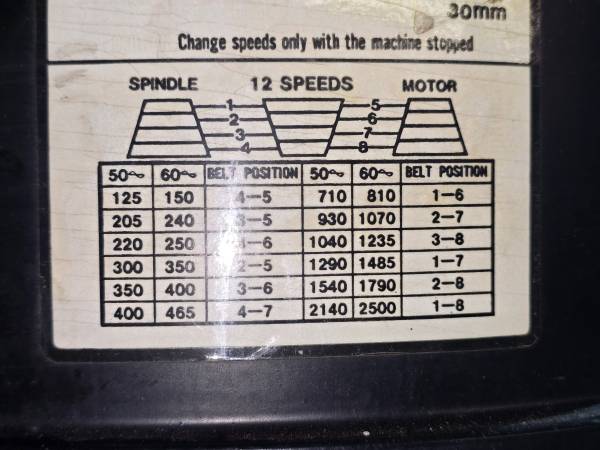 30mm
Change speeds only with the machine stopped
SPINDLE 12 SPEEDS MOTOR
1 5
2 6
3 7
4 8
50～ 60～ BELT POSITION 50～ 60～ BELT POSITION
125 150 4—5 710 810 1—6
205 240 3—5 930 1070 2—7
220 250 4—6 1040 1235 3—8
300 350 2—5 1290 1485 1—7
350 400 3—6 1540 1790 2—8
400 465 4—7 2140 2500 1—8